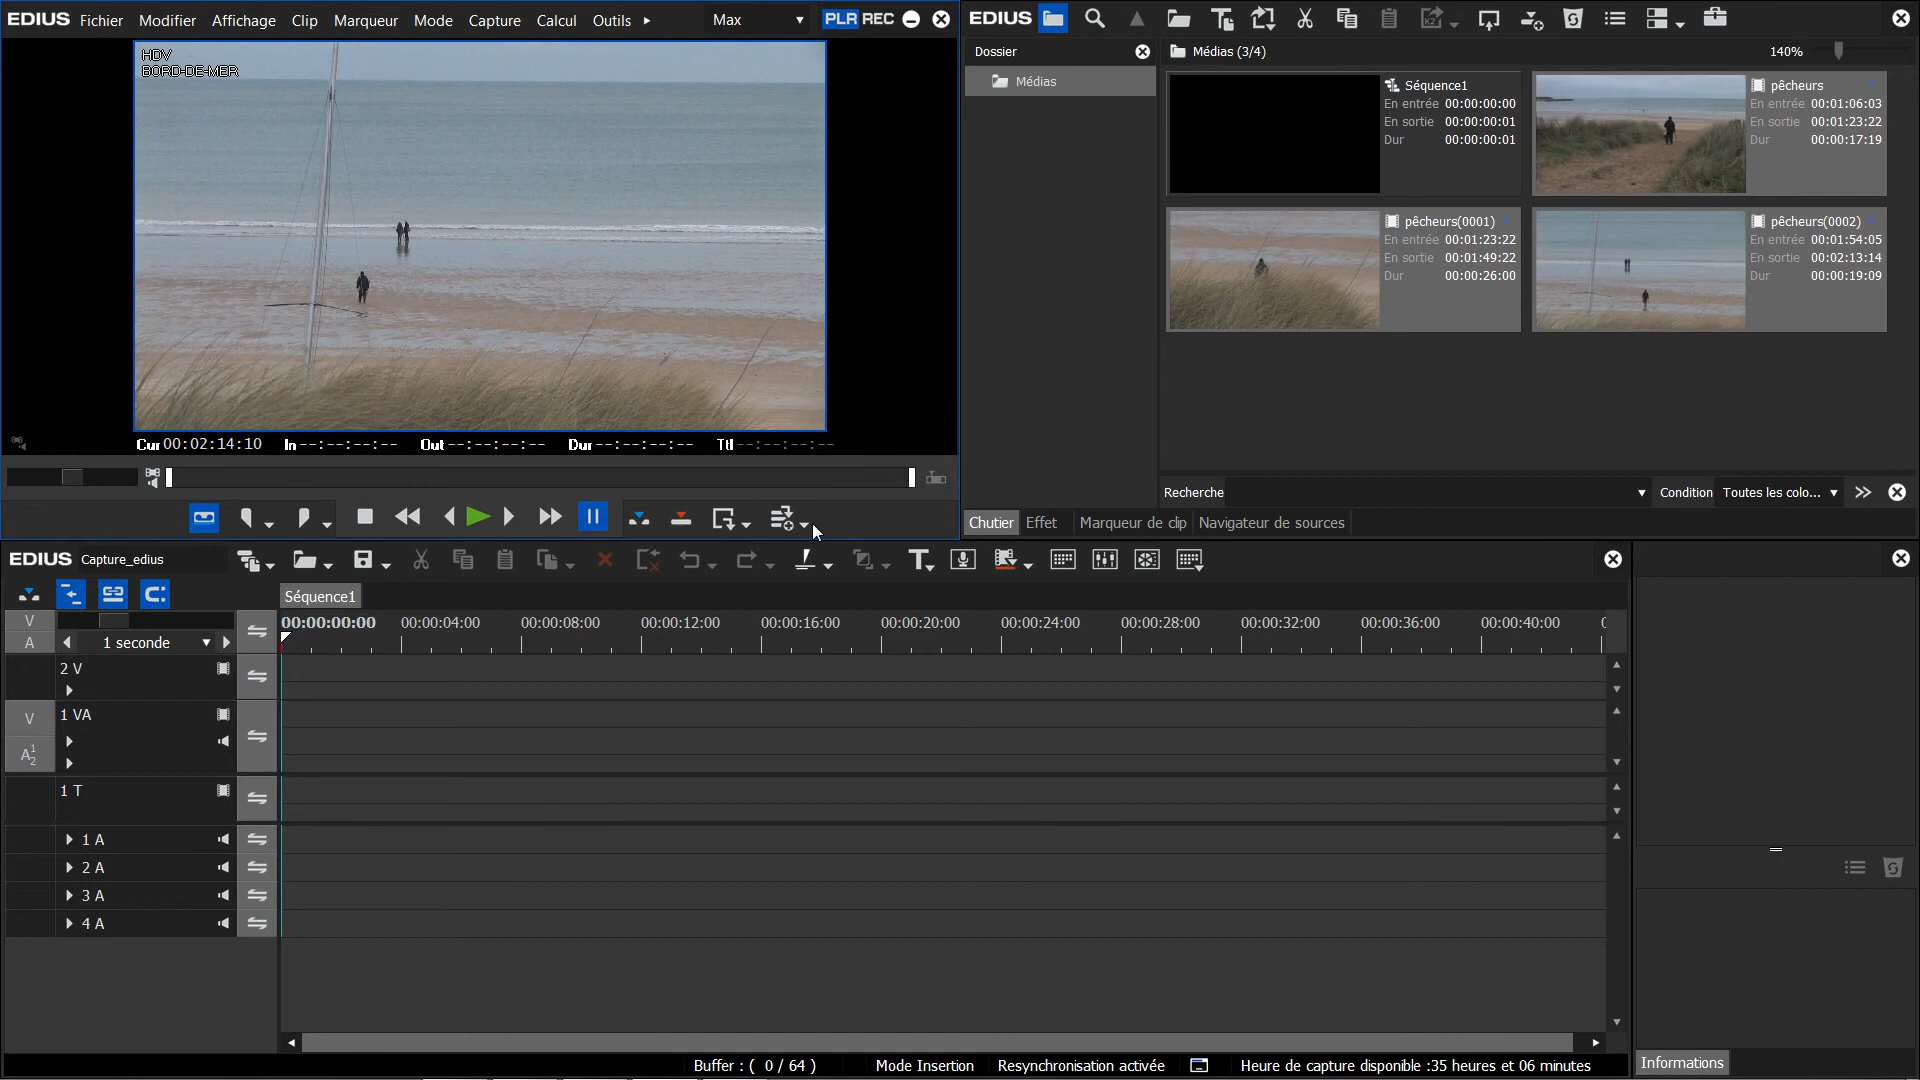 EDIUS Fichier Modifier Affichage Clip Marqueur Mode Capture Calcul Outils Max PLR REC
HDV
BORD-DE-MER
Cur 00:02:14:10 In --:--:--:-- Out --:--:--:-- Dur --:--:--:-- Ttl --:--:--:--
EDIUS
Dossier
Médias
Médias (3/4) 140%
Séquence1
En entrée 00:00:00:00
En sortie 00:00:00:01
Dur 00:00:00:01
pêcheurs
En entrée 00:01:06:03
En sortie 00:01:23:22
Dur 00:00:17:19
pêcheurs(0001)
En entrée 00:01:23:22
En sortie 00:01:49:22
Dur 00:00:26:00
pêcheurs(0002)
En entrée 00:01:54:05
En sortie 00:02:13:14
Dur 00:00:19:09
Recherche Condition Toutes les colo...
Chutier Effet Marqueur de clip Navigateur de sources
EDIUS Capture_edius
Séquence1
V
A
1 seconde
00:00:00:00 00:00:04:00 00:00:08:00 00:00:12:00 00:00:16:00 00:00:20:00 00:00:24:00 00:00:28:00 00:00:32:00 00:00:36:00 00:00:40:00
2 V
V 1 VA
A 1 2
1 T
1 A
2 A
3 A
4 A
Informations
Buffer : ( 0 / 64 ) Mode Insertion Resynchronisation activée Heure de capture disponible :35 heures et 06 minutes